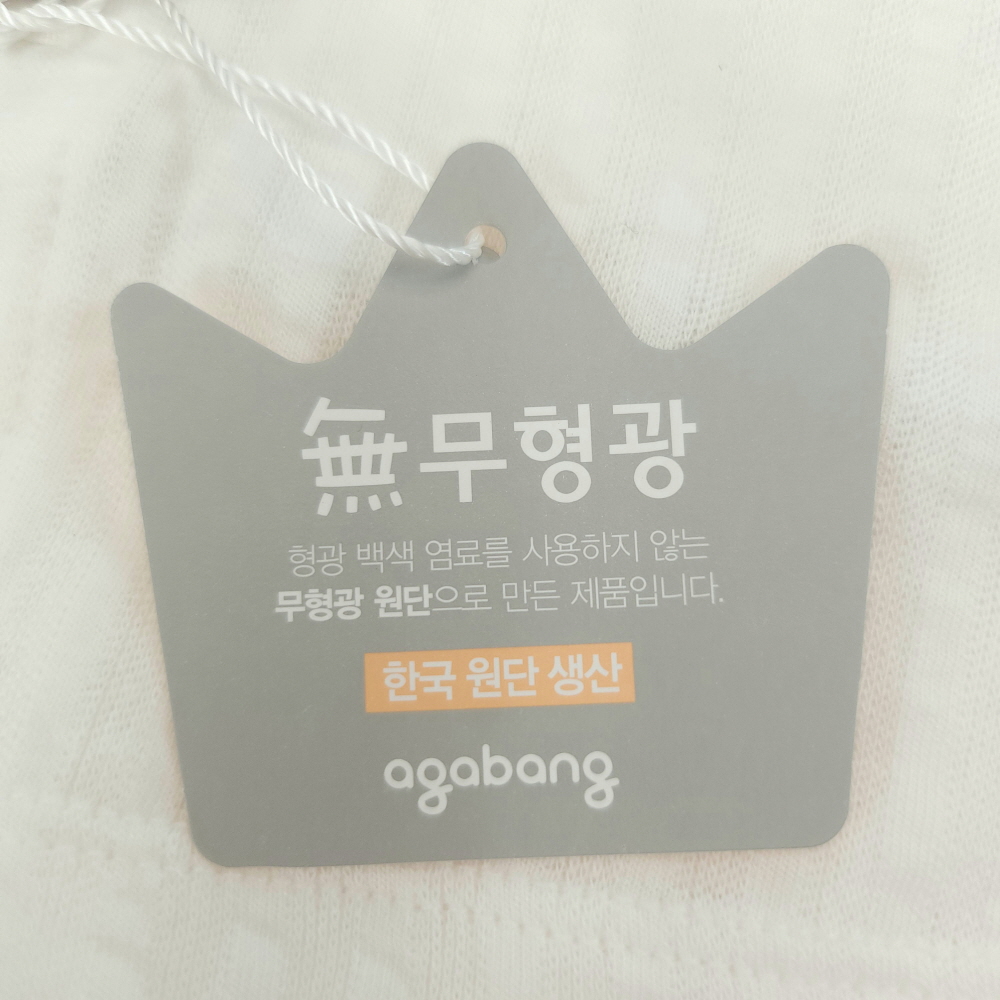 無무형광
형광 백색 염료를 사용하지 않는
무형광 원단으로 만든 제품입니다.
한국 원단 생산
agabang